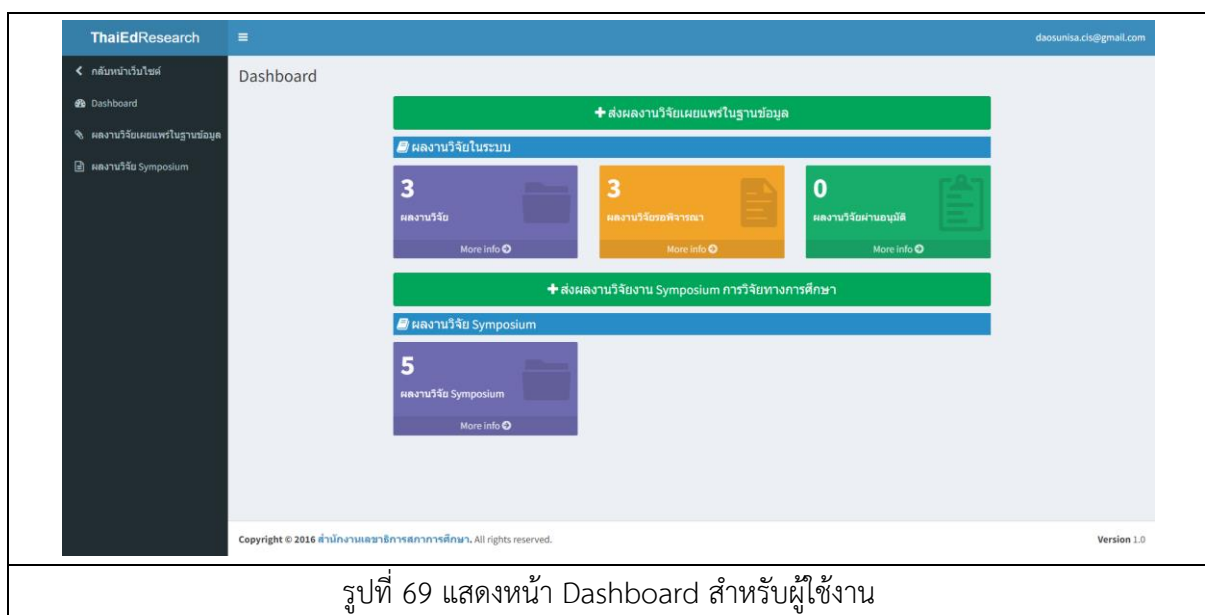 ThaiEdResearch
daosunisa.cis@gmail.com
กลับหน้าเว็บไซต์
Dashboard
ผลงานวิจัยเผยแพร่ในฐานข้อมูล
ผลงานวิจัย Symposium
Dashboard
ส่งผลงานวิจัยเผยแพร่ในฐานข้อมูล
ผลงานวิจัยในระบบ
3
ผลงานวิจัย
More info
3
ผลงานวิจัยรอพิจารณา
More info
0
ผลงานวิจัยผ่านอนุมัติ
More info
ส่งผลงานวิจัยงาน Symposium การวิจัยทางการศึกษา
ผลงานวิจัย Symposium
5
ผลงานวิจัย Symposium
More info
Copyright © 2016 สำนักงานเลขาธิการสภาการศึกษา. All rights reserved.
Version 1.0
รูปที่ 69 แสดงหน้า Dashboard สำหรับผู้ใช้งาน